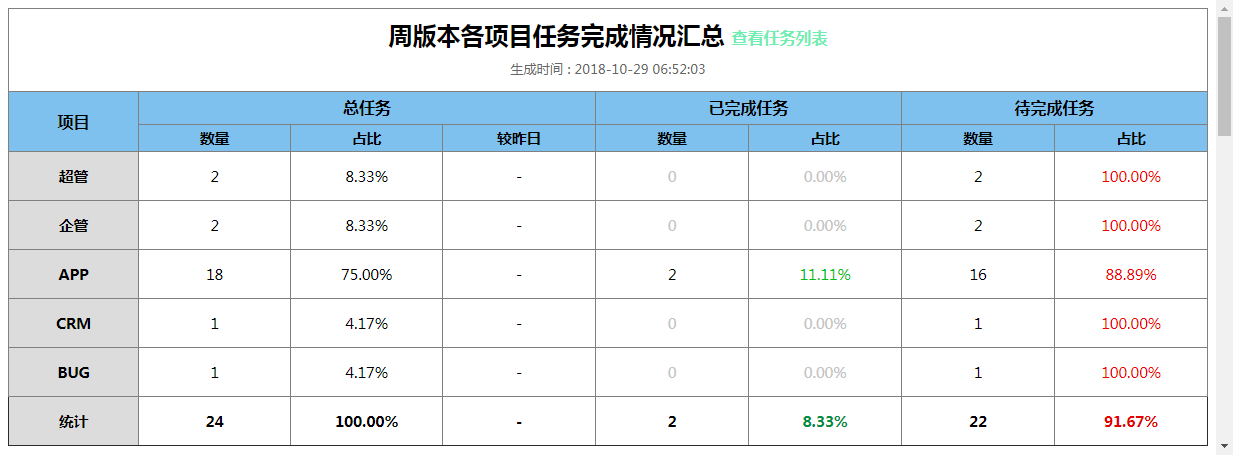 周版本各项目任务完成情况汇总 查看任务列表
生成时间 : 2018-10-29 06:52:03
项目 总任务 已完成任务 待完成任务
数量 占比 较昨日 数量 占比 数量 占比
超管 2 8.33% - 0 0.00% 2 100.00%
企管 2 8.33% - 0 0.00% 2 100.00%
APP 18 75.00% - 2 11.11% 16 88.89%
CRM 1 4.17% - 0 0.00% 1 100.00%
BUG 1 4.17% - 0 0.00% 1 100.00%
统计 24 100.00% - 2 8.33% 22 91.67%